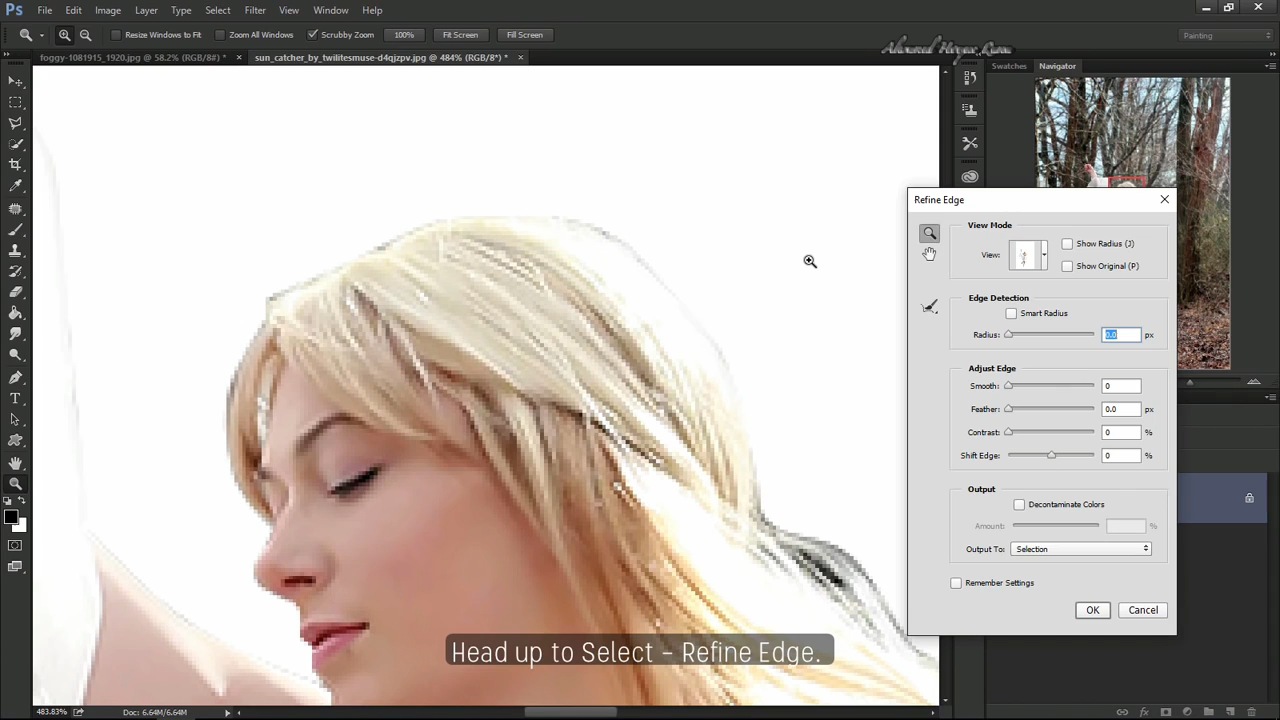 Ps File Edit Image Layer Type Select Filter View Window Help
Resize Windows to Fit Zoom All Windows Scrubby Zoom 100% Fit Screen Fill Screen
Painting
foggy-1081915_1920.jpg @ 58.2% (RGB/8#) * × sun_catcher_by_twilitesmuse-d4qjzpv.jpg @ 484% (RGB/8*) * ×
Swatches Navigator
Refine Edge
View Mode
View:
Show Radius (J)
Show Original (P)
Edge Detection
Smart Radius
Radius: 0.0 px
Adjust Edge
Smooth: 0
Feather: 0.0 px
Contrast: 0 %
Shift Edge: 0 %
Output
Decontaminate Colors
Amount: %
Output To: Selection
Remember Settings
OK Cancel
Head up to Select - Refine Edge.
483.83% Doc: 6.64M/6.64M